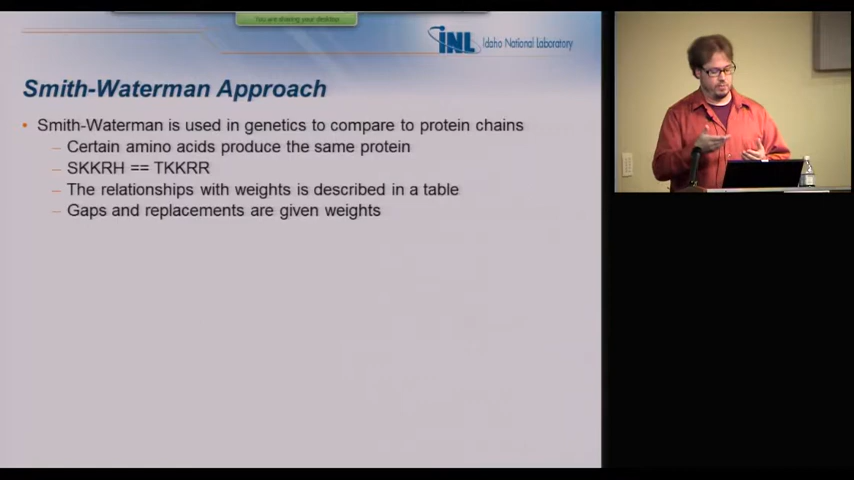 You are sharing your desktop
INL Idaho National Laboratory
Smith-Waterman Approach
• Smith-Waterman is used in genetics to compare to protein chains
– Certain amino acids produce the same protein
– SKKRH == TKKRR
– The relationships with weights is described in a table
– Gaps and replacements are given weights